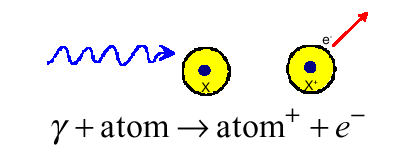 e⁻
X X⁺
γ + atom → atom⁺ + e⁻